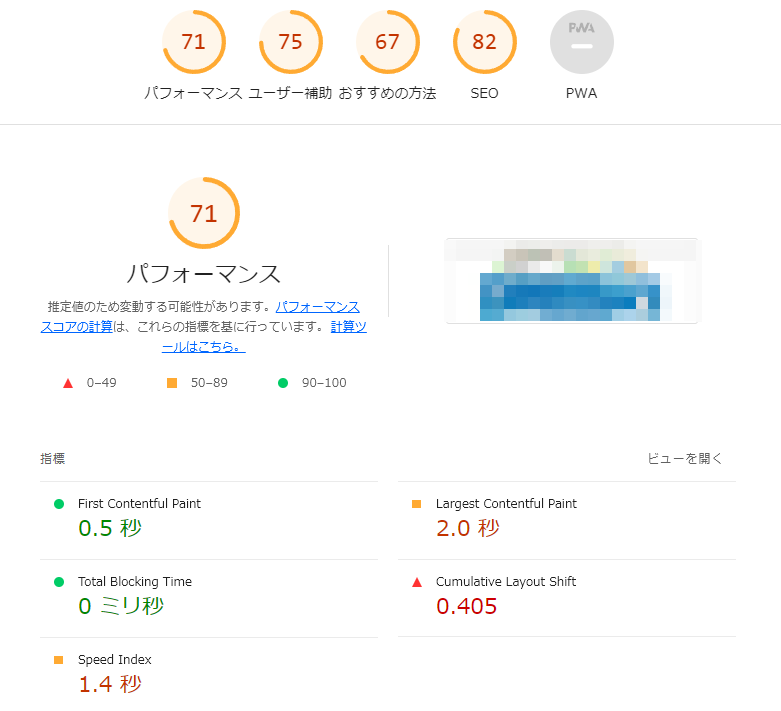 71 75 67 82 PWA
パフォーマンス ユーザー補助 おすすめの方法 SEO PWA
71
パフォーマンス
推定値のため変動する可能性があります。パフォーマンス
スコアの計算は、これらの指標を基に行っています。計算ツ
ールはこちら。
0–49 50–89 90–100
指標 ビューを開く
First Contentful Paint
0.5 秒
Largest Contentful Paint
2.0 秒
Total Blocking Time
0 ミリ秒
Cumulative Layout Shift
0.405
Speed Index
1.4 秒